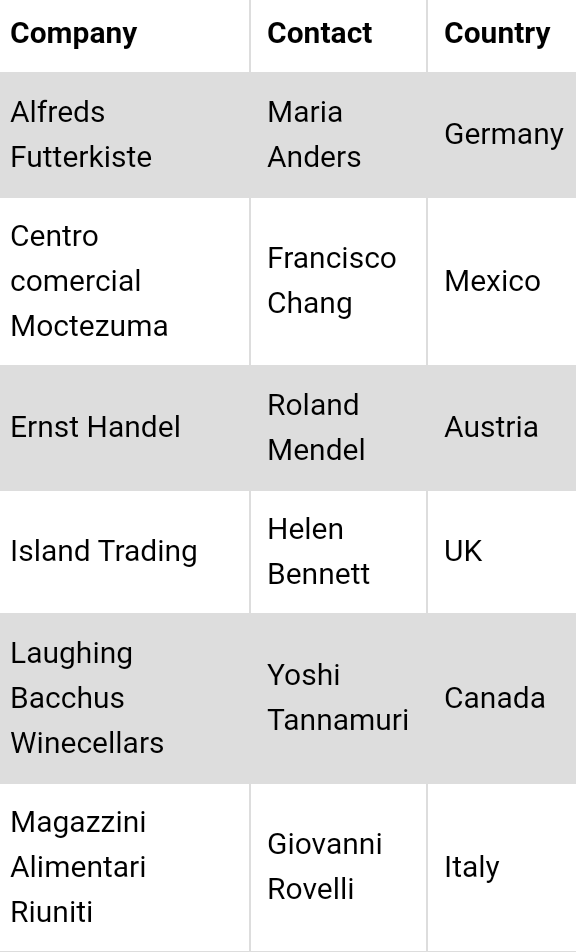 Company Contact Country
Alfreds Futterkiste Maria Anders Germany
Centro comercial Moctezuma Francisco Chang Mexico
Ernst Handel Roland Mendel Austria
Island Trading Helen Bennett UK
Laughing Bacchus Winecellars Yoshi Tannamuri Canada
Magazzini Alimentari Riuniti Giovanni Rovelli Italy